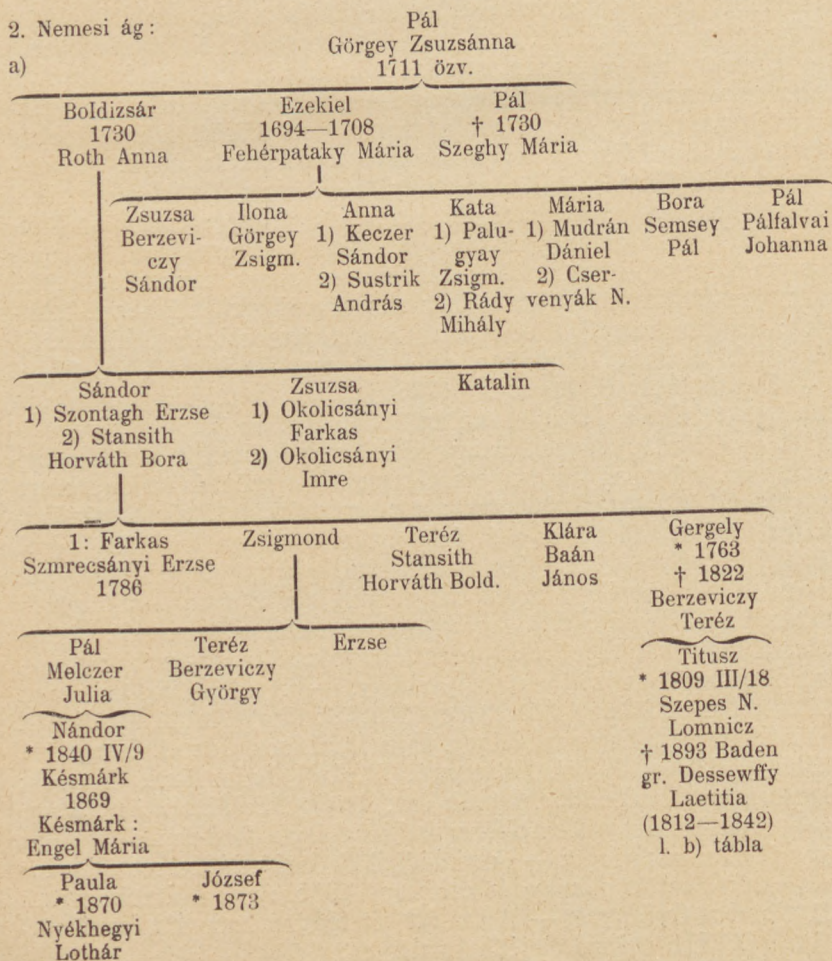 2. Nemesi ág:
a)
Pál
Görgey Zsuzsánna
1711 özv.
Boldizsár
1730
Roth Anna
Ezekiel
1694—1708
Fehérpataky Mária
Pál
† 1730
Szeghy Mária
Zsuzsa
Berzevi-
czy
Sándor
Ilona
Görgey
Zsigm.
Anna
1) Keczer
Sándor
2) Sustrik
András
Kata
1) Palu-
gyay
Zsigm.
2) Rády
Mihály
Mária
1) Mudrán
Dániel
2) Cser-
venyák N.
Bora
Semsey
Pál
Pál
Pálfalvai
Johanna
Sándor
1) Szontagh Erzse
2) Stansith
Horváth Bora
Zsuzsa
1) Okolicsányi
Farkas
2) Okolicsányi
Imre
Katalin
1: Farkas
Szmrecsányi Erzse
1786
Zsigmond
Teréz
Stansith
Horváth Bold.
Klára
Baán
János
Gergely
* 1763
† 1822
Berzeviczy
Teréz
Pál
Melczer
Julia
Teréz
Berzeviczy
György
Erzse
Titusz
* 1809 III/18
Szepes N.
Lomnicz
† 1893 Baden
gr. Dessewffy
Laetitia
(1812—1842)
l. b) tábla
Nándor
* 1840 IV/9
Késmárk
1869
Késmárk :
Engel Mária
Paula
* 1870
Nyékhegyi
Lothár
József
* 1873